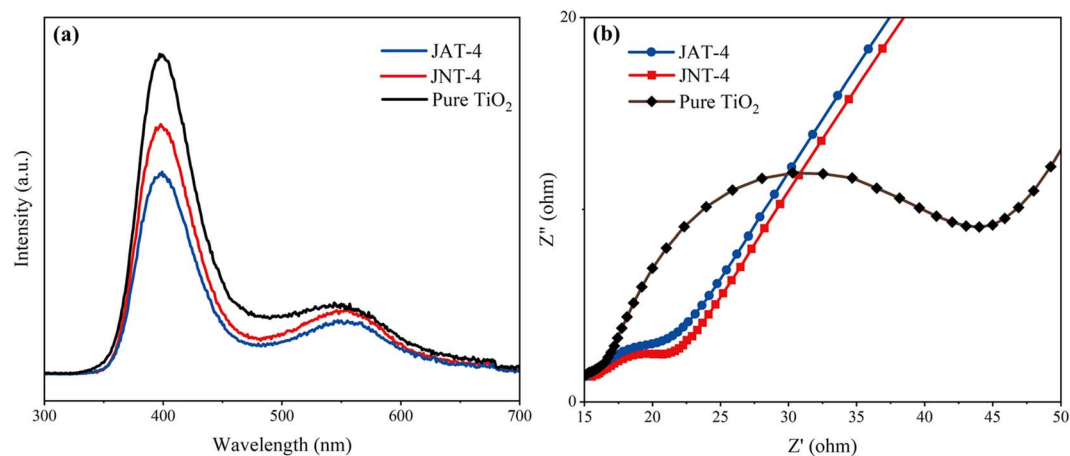 (a)
JAT-4
JNT-4
Pure TiO₂
Intensity (a.u.)
300
400
500
600
700
Wavelength (nm)
(b)
JAT-4
JNT-4
Pure TiO₂
Z" (ohm)
20
0
15
20
25
30
35
40
45
50
Z' (ohm)